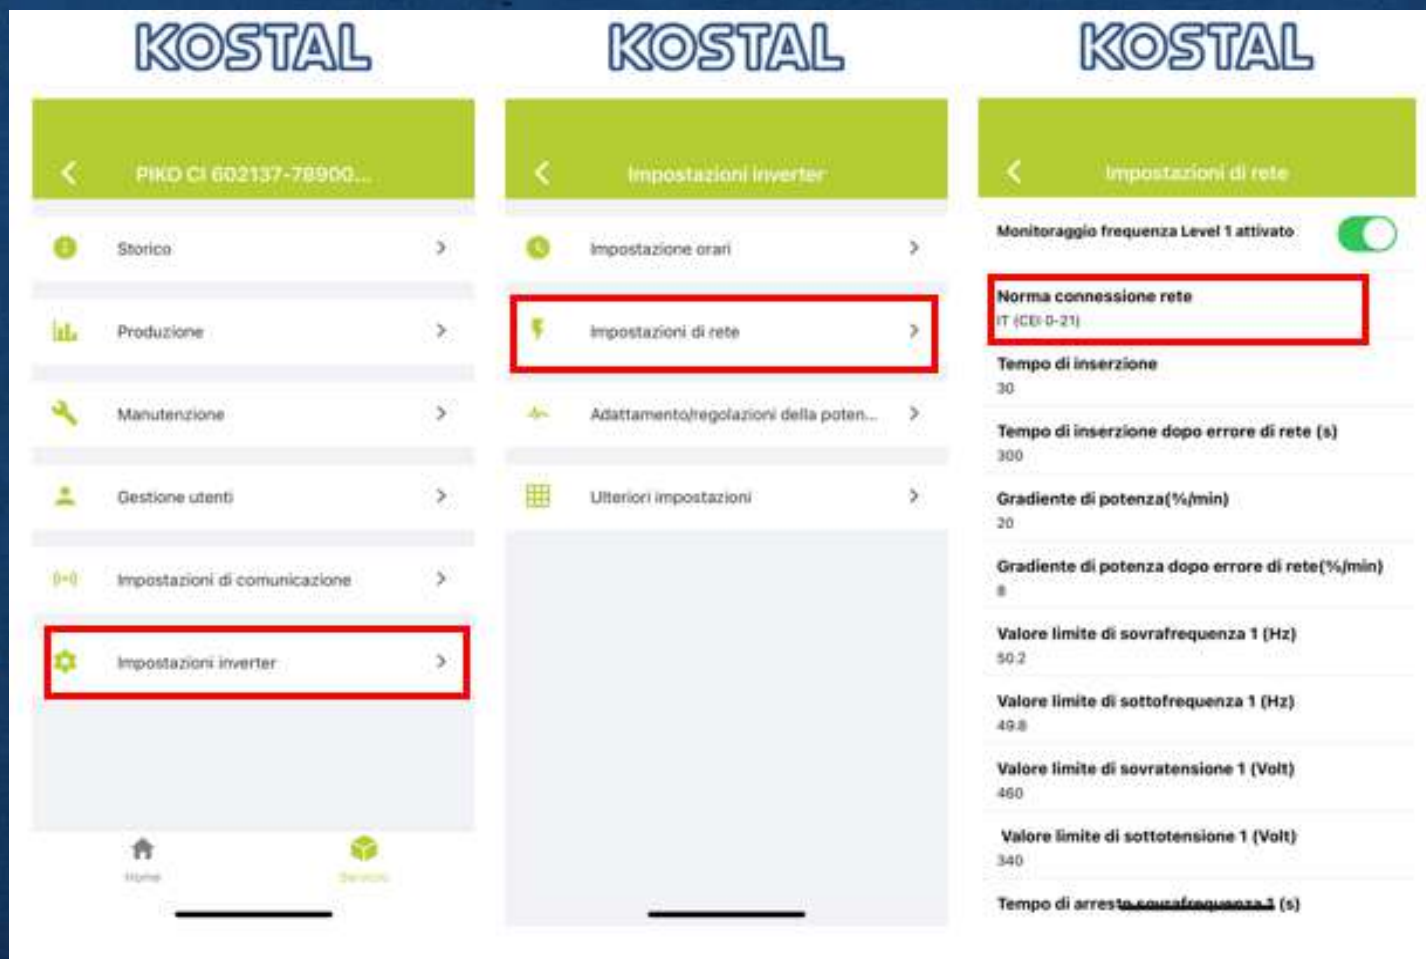 KOSTAL
PIKO CI 602137-78900...
Storico
Produzione
Manutenzione
Gestione utenti
Impostazioni di comunicazione
Impostazioni inverter
Home
KOSTAL
Impostazioni inverter
Impostazione orari
Impostazioni di rete
Adattamento/regolazioni della poten...
Ulteriori impostazioni
KOSTAL
Impostazioni di rete
Monitoraggio frequenza Level 1 attivato
Norma connessione rete
IT (CEI 0-21)
Tempo di inserzione
30
Tempo di inserzione dopo errore di rete (s)
300
Gradiente di potenza(%/min)
20
Gradiente di potenza dopo errore di rete(%/min)
8
Valore limite di sovrafrequenza 1 (Hz)
50.2
Valore limite di sottofrequenza 1 (Hz)
49.8
Valore limite di sovratensione 1 (Volt)
460
Valore limite di sottotensione 1 (Volt)
340
Tempo di arresto sovrafrequenza 1 (s)